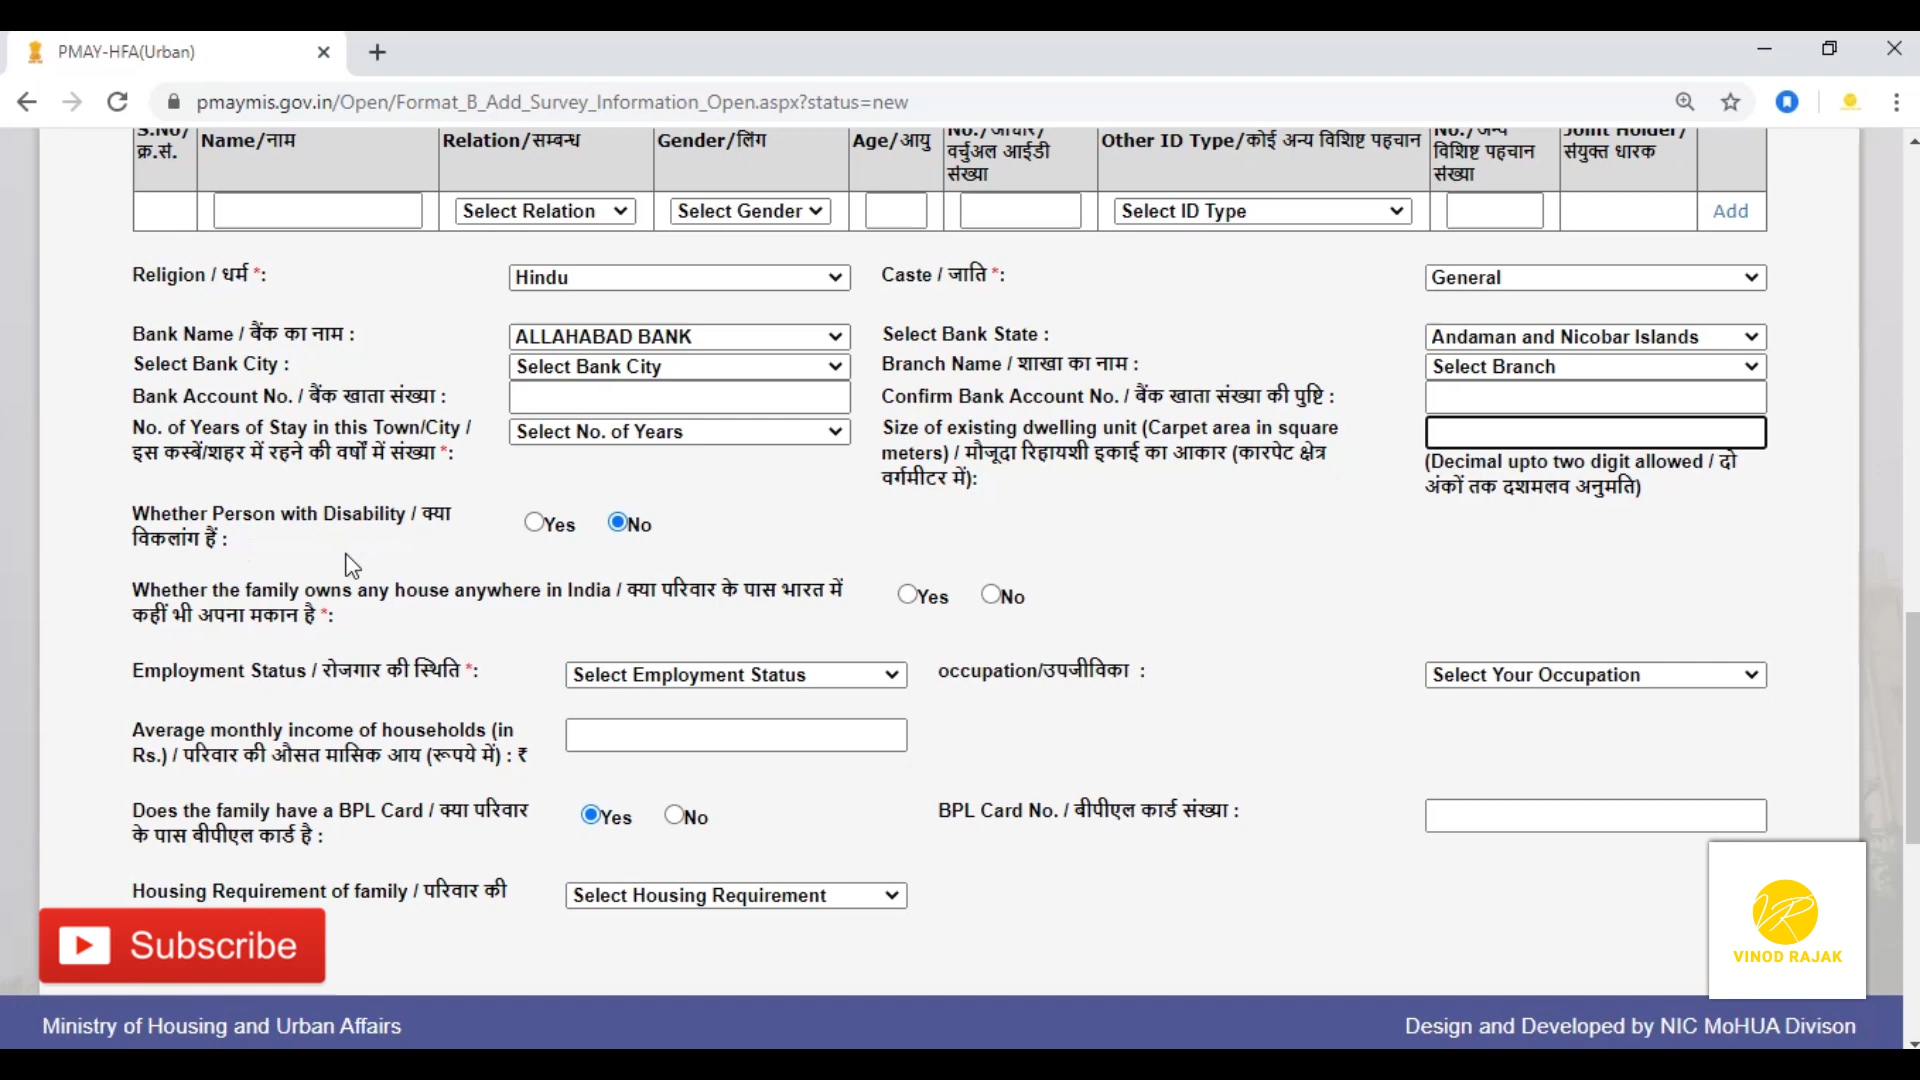 PMAY-HFA(Urban)
pmaymis.gov.in/Open/Format_B_Add_Survey_Information_Open.aspx?status=new
S.No/
क्र.सं.
Name/नाम
Relation/सम्बन्ध
Gender/लिंग
Age/आयु
No./आधार/
वर्चुअल आईडी
संख्या
Other ID Type/कोई अन्य विशिष्ट पहचान
No./अन्य
विशिष्ट पहचान
संख्या
Joint Holder/
संयुक्त धारक
Select Relation
Select Gender
Select ID Type
Add
Religion / धर्म *:
Hindu
Caste / जाति *:
General
Bank Name / बैंक का नाम :
ALLAHABAD BANK
Select Bank State :
Andaman and Nicobar Islands
Select Bank City :
Select Bank City
Branch Name / शाखा का नाम :
Select Branch
Bank Account No. / बैंक खाता संख्या :
Confirm Bank Account No. / बैंक खाता संख्या की पुष्टि :
No. of Years of Stay in this Town/City /
इस कस्बें/शहर में रहने की वर्षों में संख्या *:
Select No. of Years
Size of existing dwelling unit (Carpet area in square
meters) / मौजूदा रिहायशी इकाई का आकार (कारपेट क्षेत्र
वर्गमीटर में):
(Decimal upto two digit allowed / दो
अंकों तक दशमलव अनुमति)
Whether Person with Disability / क्या
विकलांग हैं :
Yes
No
Whether the family owns any house anywhere in India / क्या परिवार के पास भारत में
कहीं भी अपना मकान है *:
Yes
No
Employment Status / रोजगार की स्थिति *:
Select Employment Status
occupation/उपजीविका :
Select Your Occupation
Average monthly income of households (in
Rs.) / परिवार की औसत मासिक आय (रूपये में) : ₹
Does the family have a BPL Card / क्या परिवार
के पास बीपीएल कार्ड है :
Yes
No
BPL Card No. / बीपीएल कार्ड संख्या :
Housing Requirement of family / परिवार की
Select Housing Requirement
Subscribe
VR
VINOD RAJAK
Ministry of Housing and Urban Affairs
Design and Developed by NIC MoHUA Divison